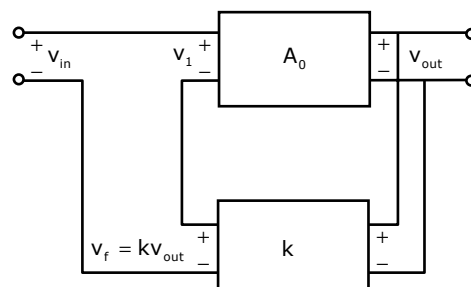 + v_in − v_1 + − A_0 + − v_out
v_f = kv_out + − k + −